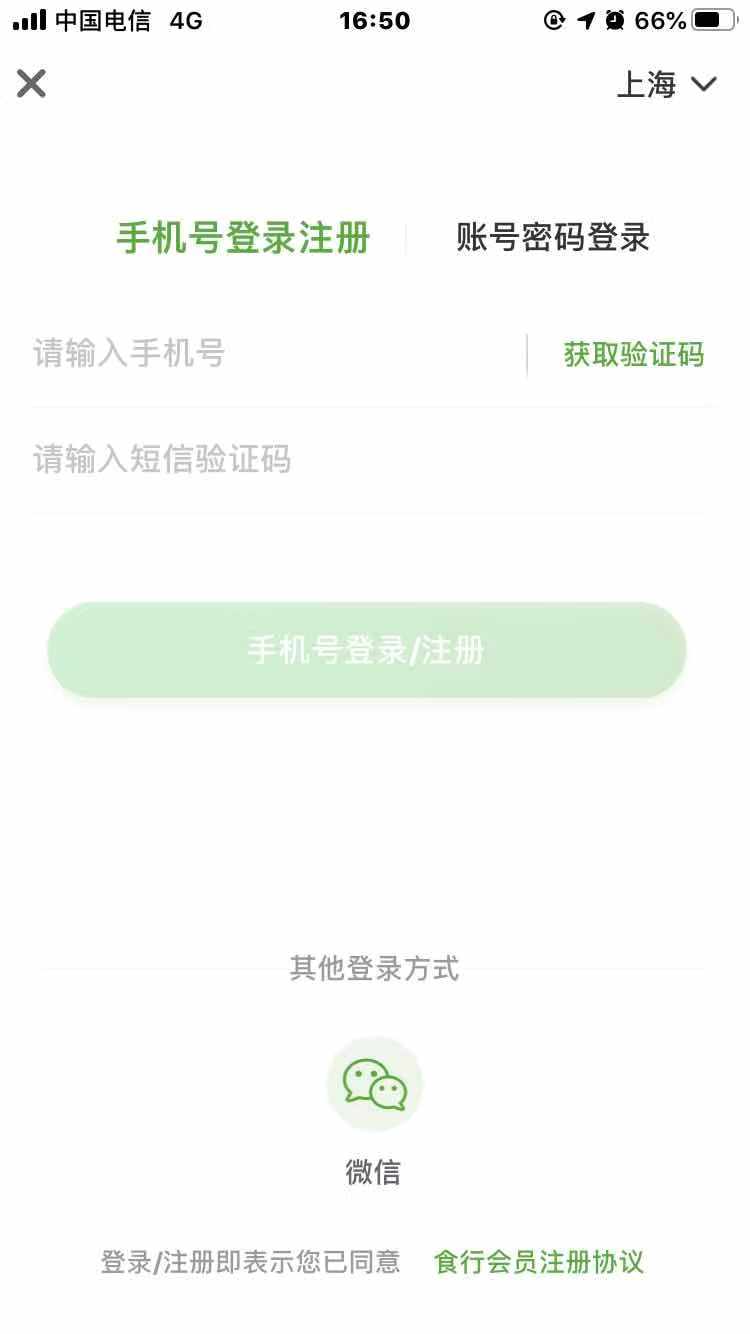 中国电信 4G 16:50 66%
上海
手机号登录注册 账号密码登录
请输入手机号 获取验证码
请输入短信验证码
手机号登录/注册
其他登录方式
微信
登录/注册即表示您已同意 食行会员注册协议